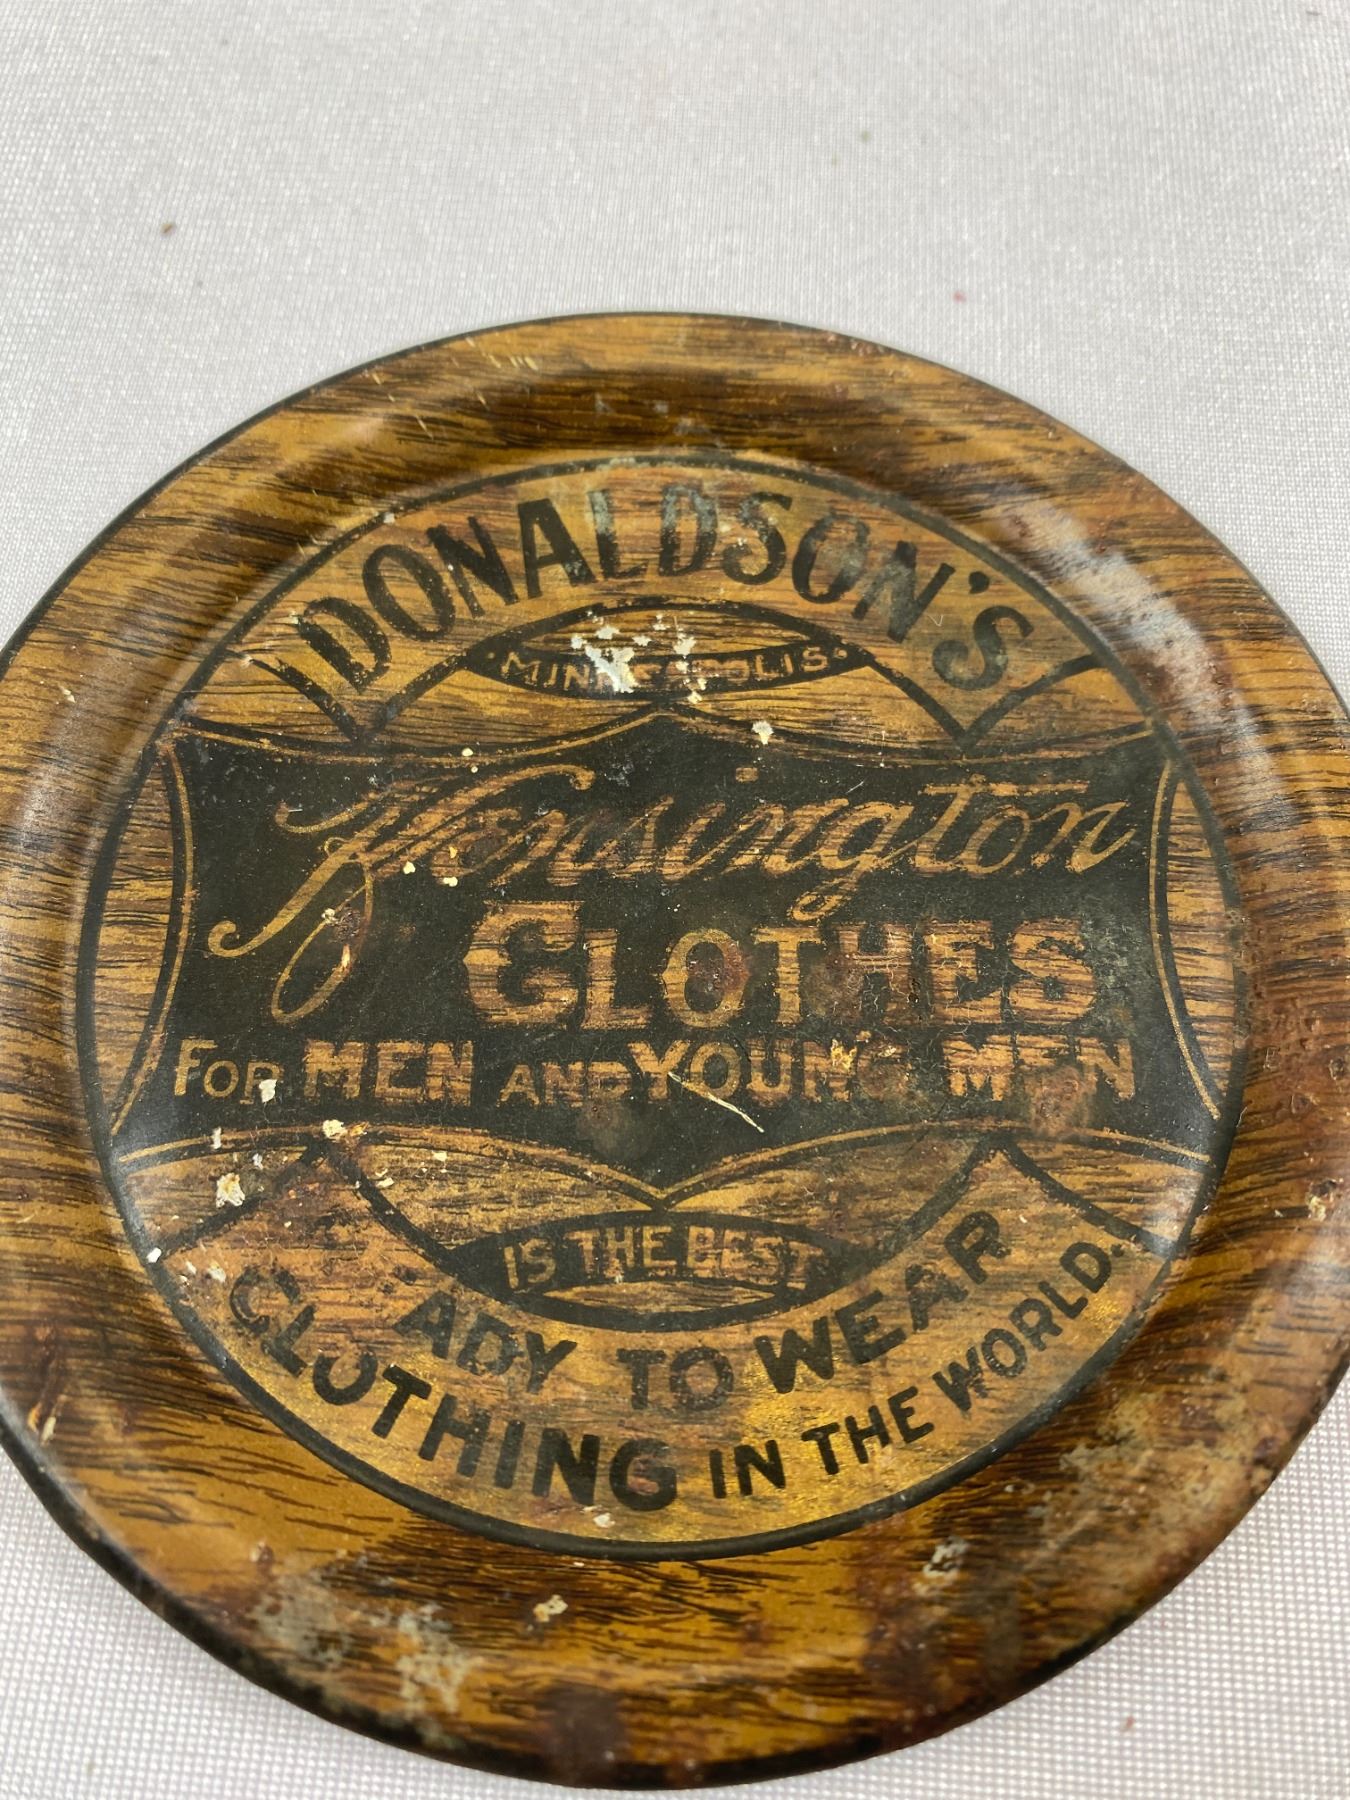 DONALDSON'S
·MINNEAPOLIS·
Kensington
CLOTHES
FOR MEN AND YOUNG MEN
IS THE BEST
ADY TO WEAR
CLOTHING IN THE WORLD.